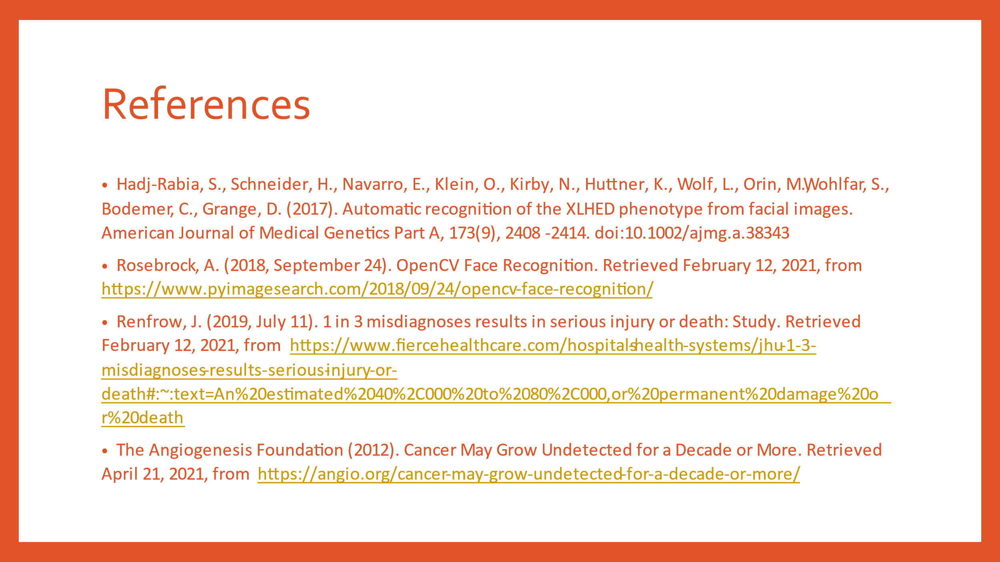 References
• Hadj-Rabia, S., Schneider, H., Navarro, E., Klein, O., Kirby, N., Huttner, K., Wolf, L., Orin, M.Wohlfar, S.,
Bodemer, C., Grange, D. (2017). Automatic recognition of the XLHED phenotype from facial images.
American Journal of Medical Genetics Part A, 173(9), 2408 -2414. doi:10.1002/ajmg.a.38343
• Rosebrock, A. (2018, September 24). OpenCV Face Recognition. Retrieved February 12, 2021, from
https://www.pyimagesearch.com/2018/09/24/opencv-face-recognition/
• Renfrow, J. (2019, July 11). 1 in 3 misdiagnoses results in serious injury or death: Study. Retrieved
February 12, 2021, from https://www.fiercehealthcare.com/hospitals-health-systems/jhu-1-3-
misdiagnoses-results-serious-injury-or-
death#:~:text=An%20estimated%2040%2C000%20to%2080%2C000,or%20permanent%20damage%20o
r%20death
• The Angiogenesis Foundation (2012). Cancer May Grow Undetected for a Decade or More. Retrieved
April 21, 2021, from https://angio.org/cancer-may-grow-undetected-for-a-decade-or-more/